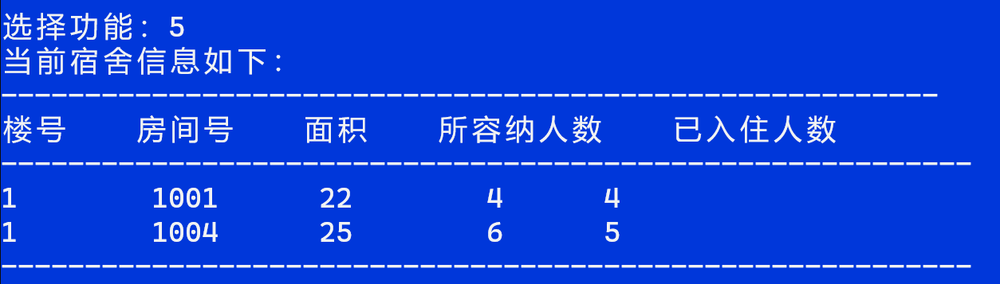 选择功能：5
当前宿舍信息如下：
--------------------------------------------------------
楼号    房间号    面积    所容纳人数    已入住人数
----------------------------------------------------------
1        1001      22        4      4
1        1004      25        6      5
----------------------------------------------------------